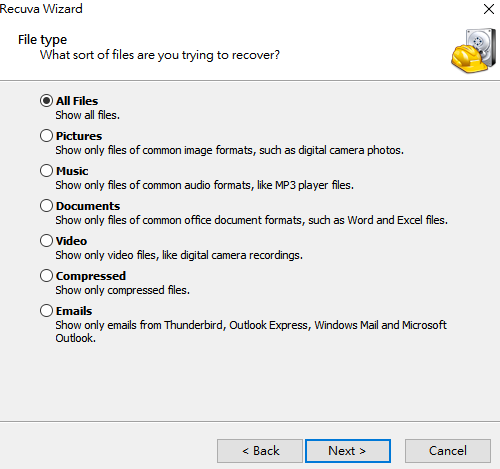 Recuva Wizard
File type
What sort of files are you trying to recover?
All Files
Show all files.
Pictures
Show only files of common image formats, such as digital camera photos.
Music
Show only files of common audio formats, like MP3 player files.
Documents
Show only files of common office document formats, such as Word and Excel files.
Video
Show only video files, like digital camera recordings.
Compressed
Show only compressed files.
Emails
Show only emails from Thunderbird, Outlook Express, Windows Mail and Microsoft
Outlook.
< Back
Next >
Cancel